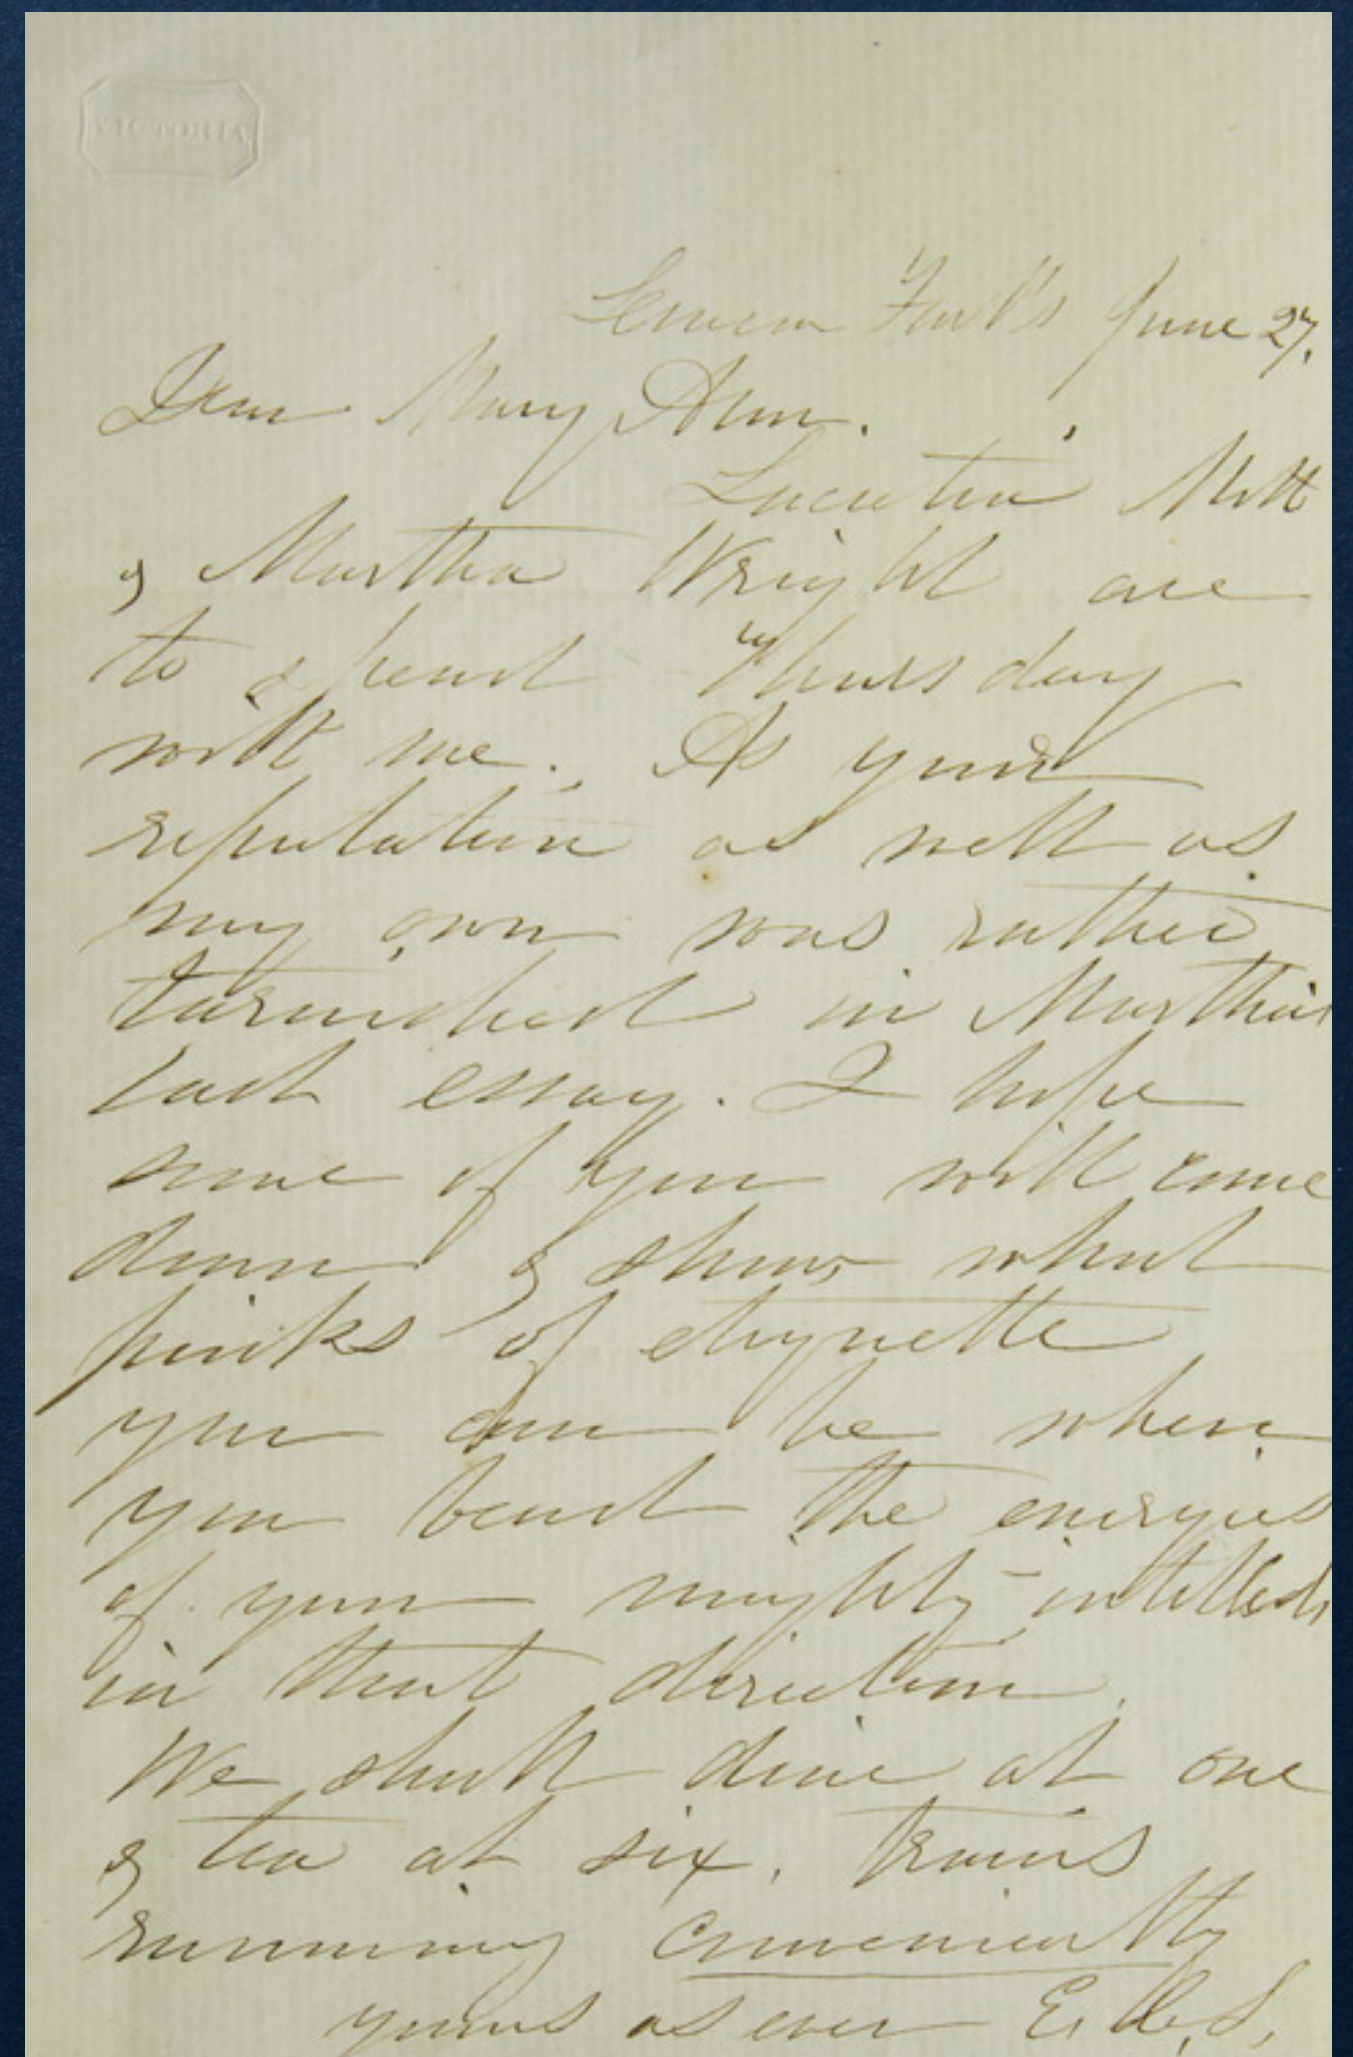 VICTORIA
Seneca Falls June 27.
Dear Mary Ann.
Lucretia Mott
& Martha Wright are
to spend Thursday
with me. As your
reputation as well as
my own was rather
tarnished in Martha's
last essay. I hope
some of you will come
down & show what
pinks of etiquette
you can be when
you bend the energies
of your mighty intellects
in that direction.
We shall dine at one
& tea at six. Trains
running conveniently
yours as ever E. C. S.